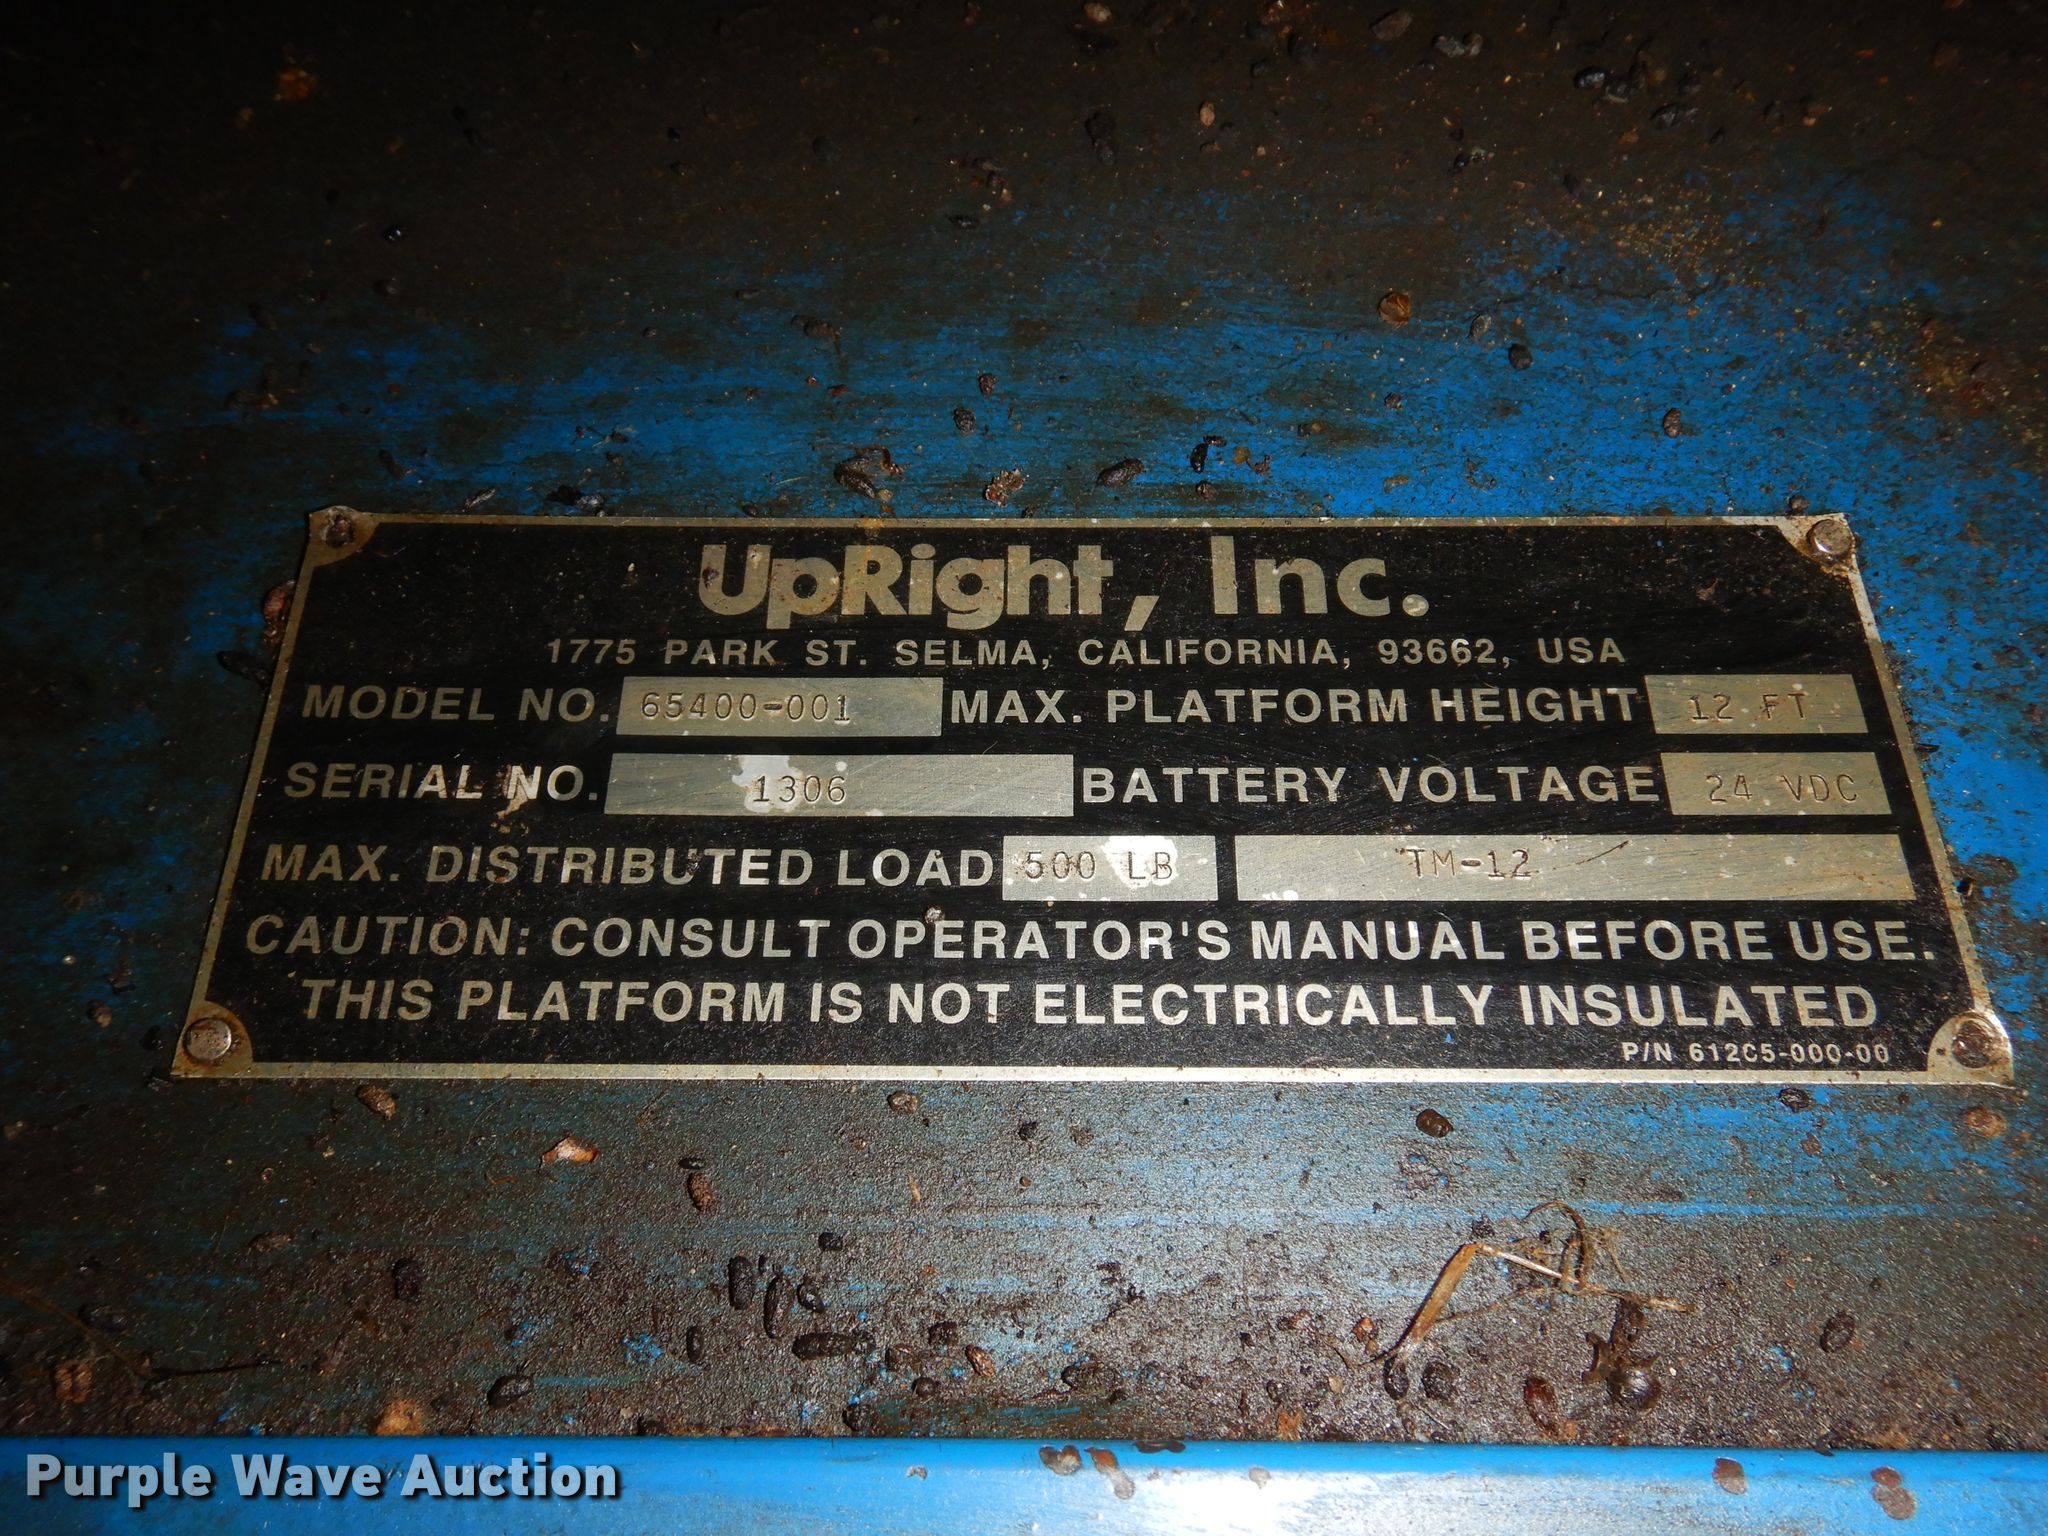 UpRight, Inc.
1775 PARK ST. SELMA, CALIFORNIA, 93662, USA
MODEL NO. 65400-001 MAX. PLATFORM HEIGHT 12 FT
SERIAL NO. 1306 BATTERY VOLTAGE 24 VDC
MAX. DISTRIBUTED LOAD 500 LB TM-12
CAUTION: CONSULT OPERATOR'S MANUAL BEFORE USE.
THIS PLATFORM IS NOT ELECTRICALLY INSULATED
P/N 61205-000-00
Purple Wave Auction